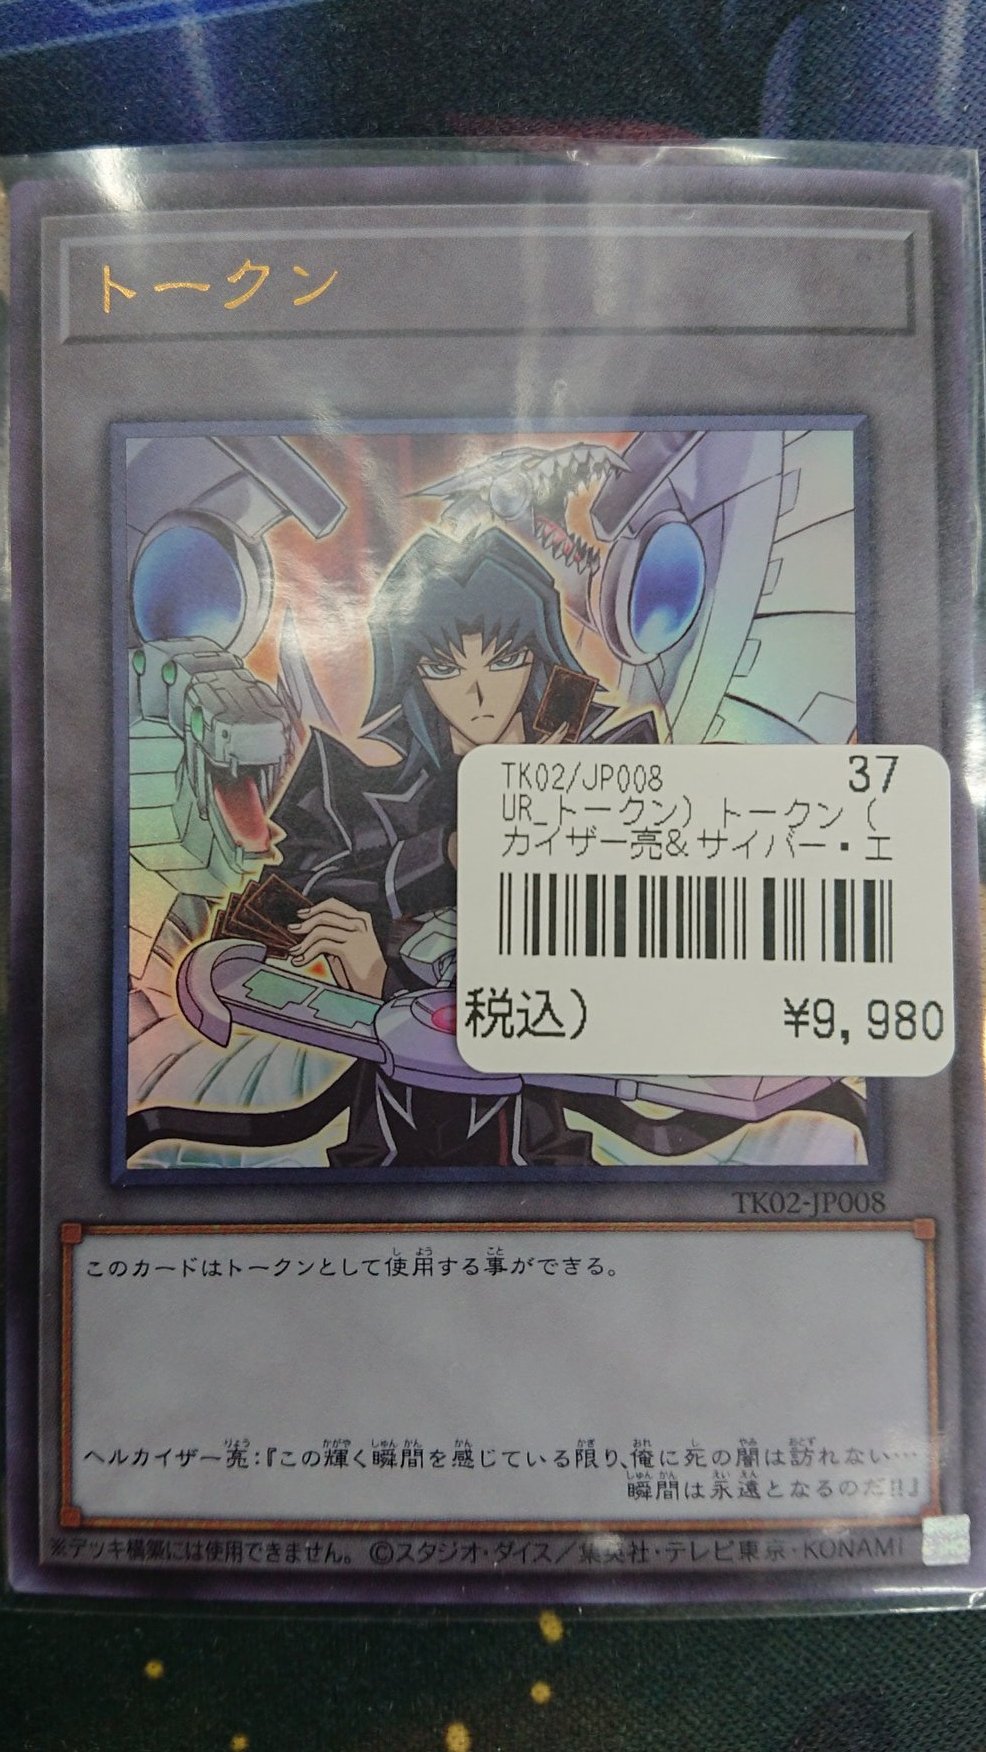 トークン
TK02/JP008 37
UR_トークン) トークン (
カイザー亮&サイバー・エ
税込) ¥9,980
TK02-JP008
このカードはトークンとして使用する事ができる。
ヘルカイザー亮:『この輝く瞬間を感じている限り、俺に死の闇は訪れない…
瞬間は永遠となるのだ!!』
※デッキ構築には使用できません。 ©スタジオ・ダイス/集英社・テレビ東京・KONAMI